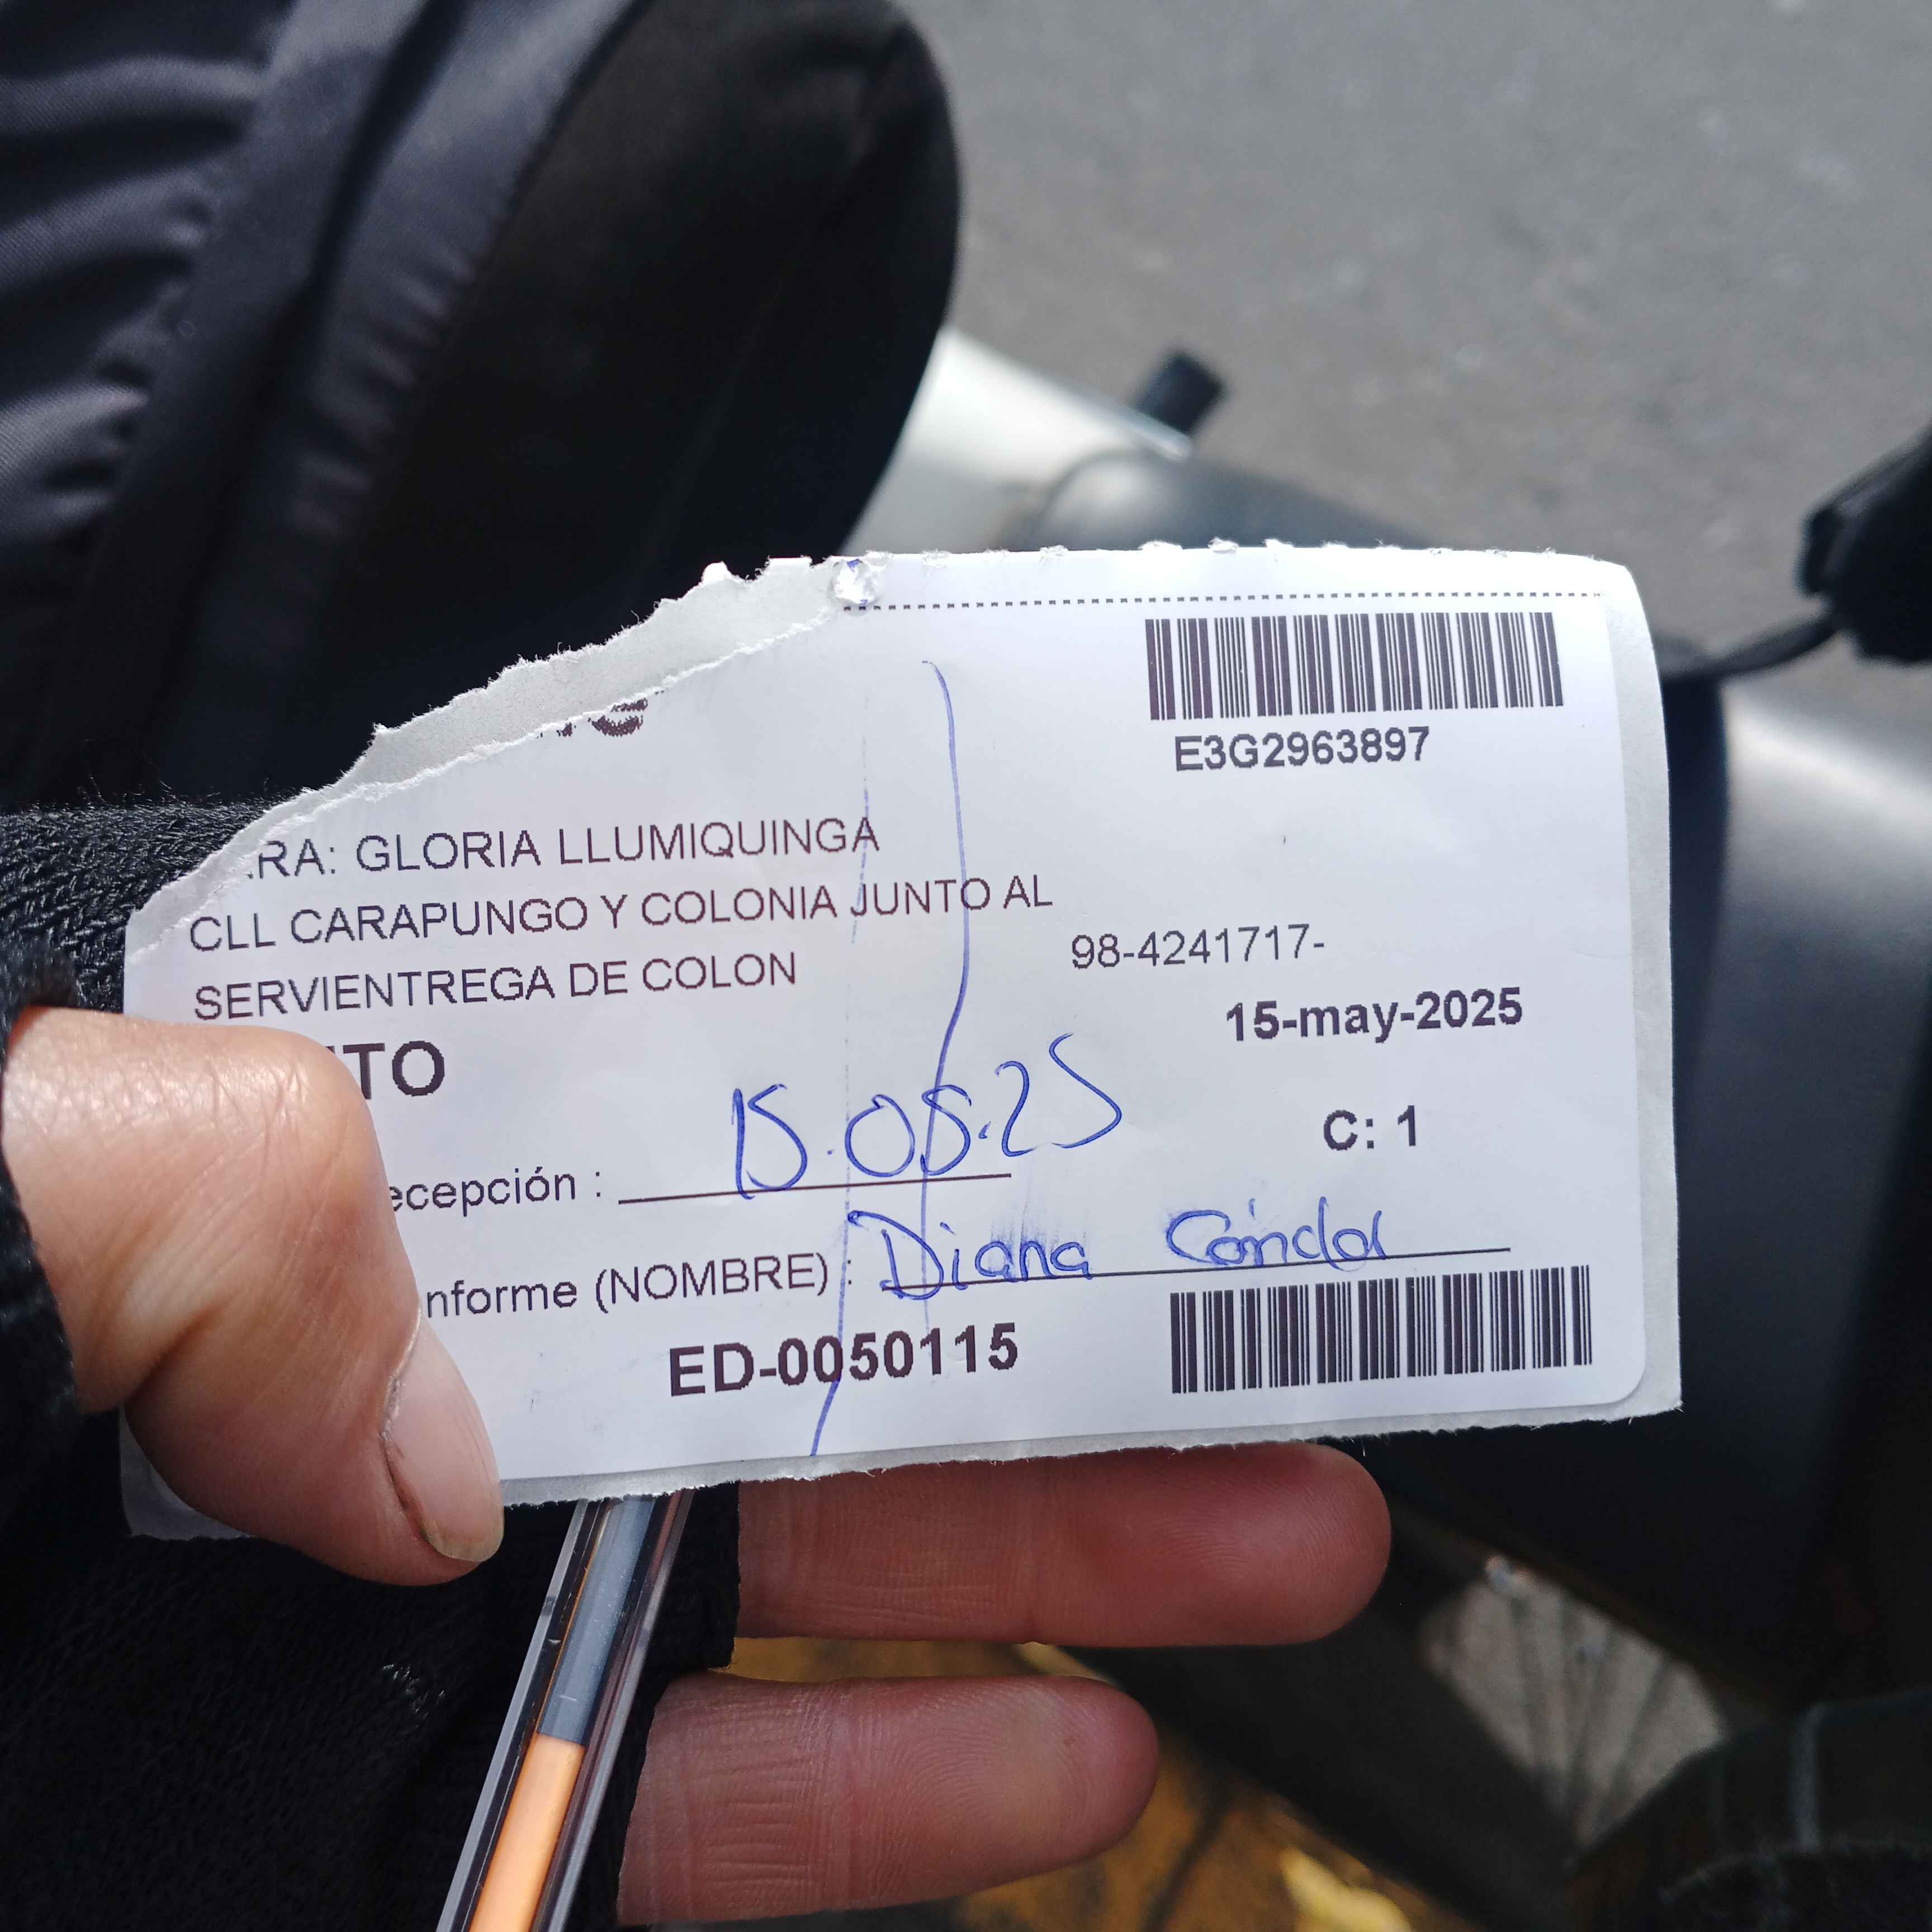 E3G2963897
RA: GLORIA LLUMIQUINGA
CLL CARAPUNGO Y COLONIA JUNTO AL
SERVIENTREGA DE COLON
98-4241717-
TO
15-may-2025
C: 1
ecepción : 15.05.25
nforme (NOMBRE) : Diana Cóndor
ED-0050115